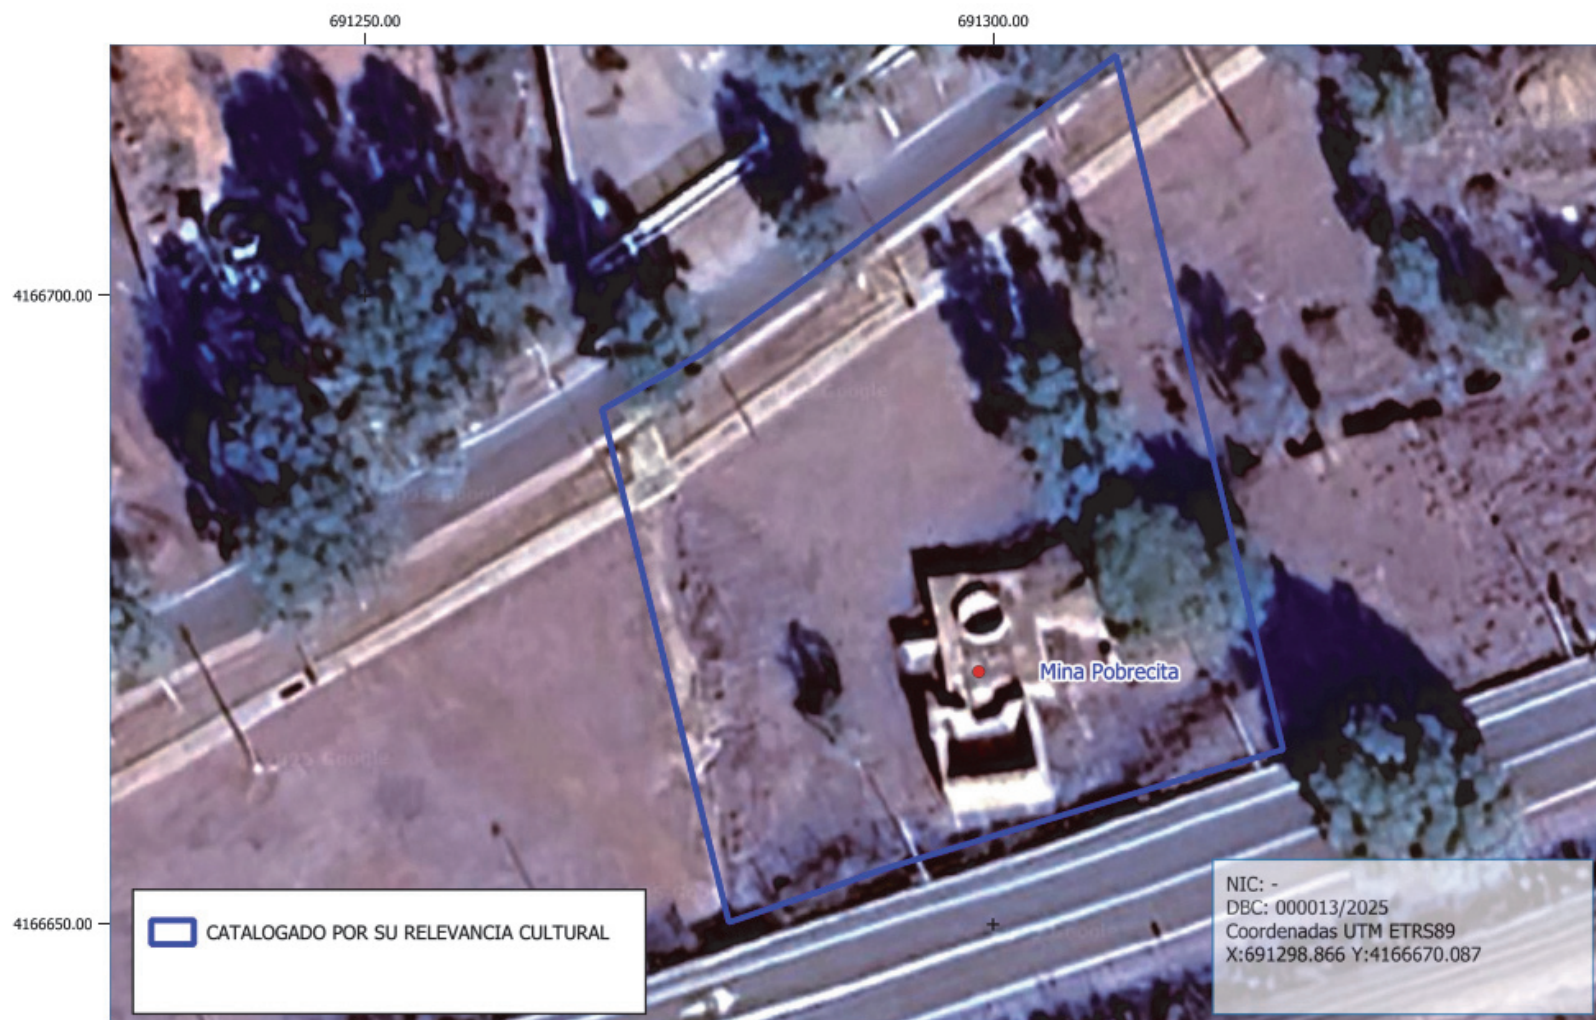 691250.00
691300.00
4166700.00
Mina Pobrecita
4166650.00
CATALOGADO POR SU RELEVANCIA CULTURAL
NIC: -
DBC: 000013/2025
Coordenadas UTM ETRS89
X:691298.866 Y:4166670.087